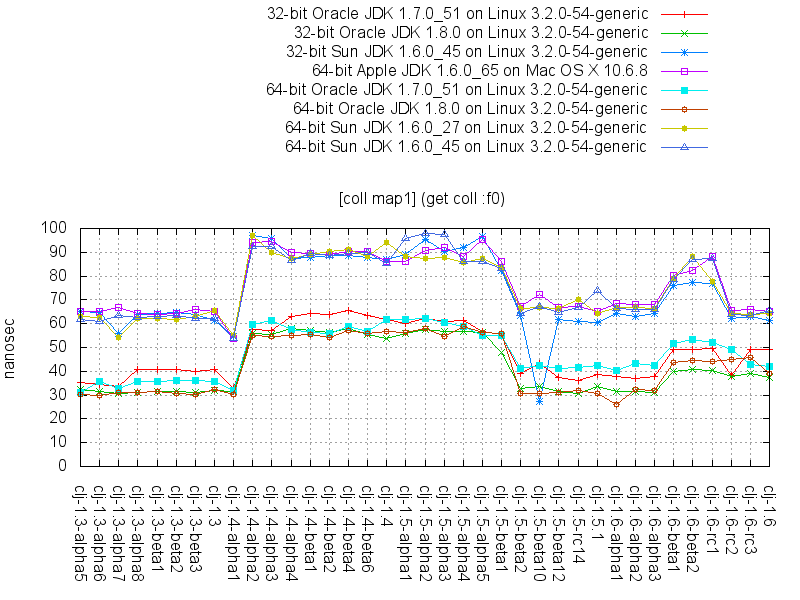 32-bit Oracle JDK 1.7.0_51 on Linux 3.2.0-54-generic
32-bit Oracle JDK 1.8.0 on Linux 3.2.0-54-generic
32-bit Sun JDK 1.6.0_45 on Linux 3.2.0-54-generic
64-bit Apple JDK 1.6.0_65 on Mac OS X 10.6.8
64-bit Oracle JDK 1.7.0_51 on Linux 3.2.0-54-generic
64-bit Oracle JDK 1.8.0 on Linux 3.2.0-54-generic
64-bit Sun JDK 1.6.0_27 on Linux 3.2.0-54-generic
64-bit Sun JDK 1.6.0_45 on Linux 3.2.0-54-generic
[coll map1] (get coll :f0)
nanosec
100
90
80
70
60
50
40
30
20
10
0
clj-1.3-alpha5
clj-1.3-alpha6
clj-1.3-alpha7
clj-1.3-alpha8
clj-1.3-beta1
clj-1.3-beta2
clj-1.3-beta3
clj-1.3
clj-1.4-alpha1
clj-1.4-alpha2
clj-1.4-alpha3
clj-1.4-alpha4
clj-1.4-beta1
clj-1.4-beta2
clj-1.4-beta4
clj-1.4-beta6
clj-1.4
clj-1.5-alpha1
clj-1.5-alpha2
clj-1.5-alpha3
clj-1.5-alpha4
clj-1.5-alpha5
clj-1.5-beta1
clj-1.5-beta2
clj-1.5-beta10
clj-1.5-beta12
clj-1.5-rc14
clj-1.5.1
clj-1.6-alpha1
clj-1.6-alpha2
clj-1.6-alpha3
clj-1.6-beta1
clj-1.6-beta2
clj-1.6-rc1
clj-1.6-rc2
clj-1.6-rc3
clj-1.6